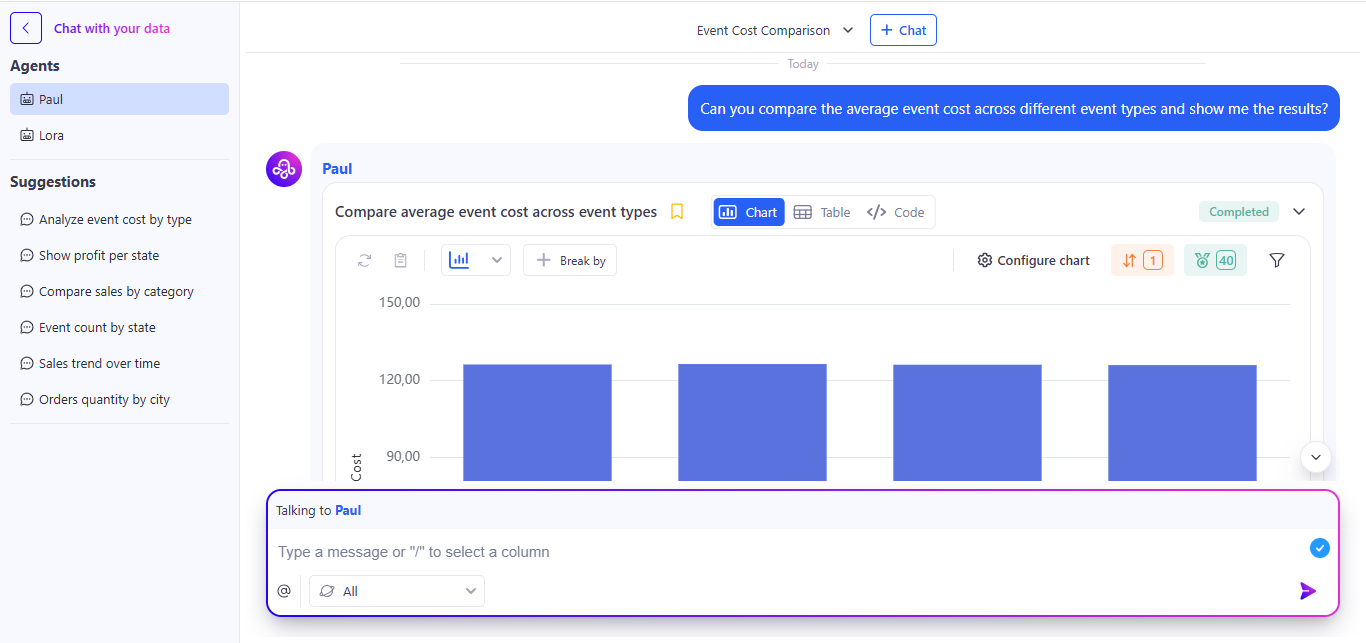 Chat with your data
Agents
Paul
Lora
Suggestions
Analyze event cost by type
Show profit per state
Compare sales by category
Event count by state
Sales trend over time
Orders quantity by city
Event Cost Comparison
+ Chat
Today
Can you compare the average event cost across different event types and show me the results?
Paul
Compare average event cost across event types
Chart Table </> Code
Completed
+ Break by
Configure chart
1
40
150,00
120,00
90,00
Cost
Talking to Paul
Type a message or "/" to select a column
@
All